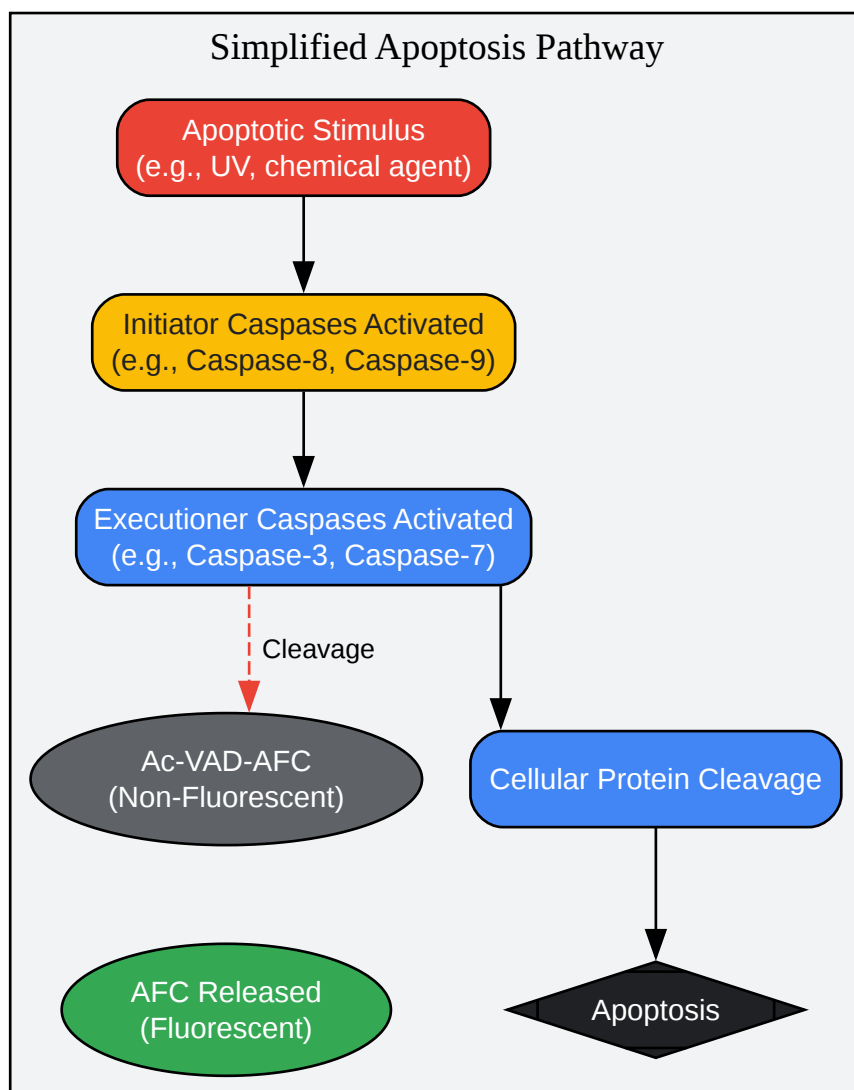 Simplified Apoptosis Pathway
Apoptotic Stimulus
(e.g., UV, chemical agent)
Initiator Caspases Activated
(e.g., Caspase-8, Caspase-9)
Executioner Caspases Activated
(e.g., Caspase-3, Caspase-7)
Cleavage
Ac-VAD-AFC
(Non-Fluorescent)
Cellular Protein Cleavage
AFC Released
(Fluorescent)
Apoptosis